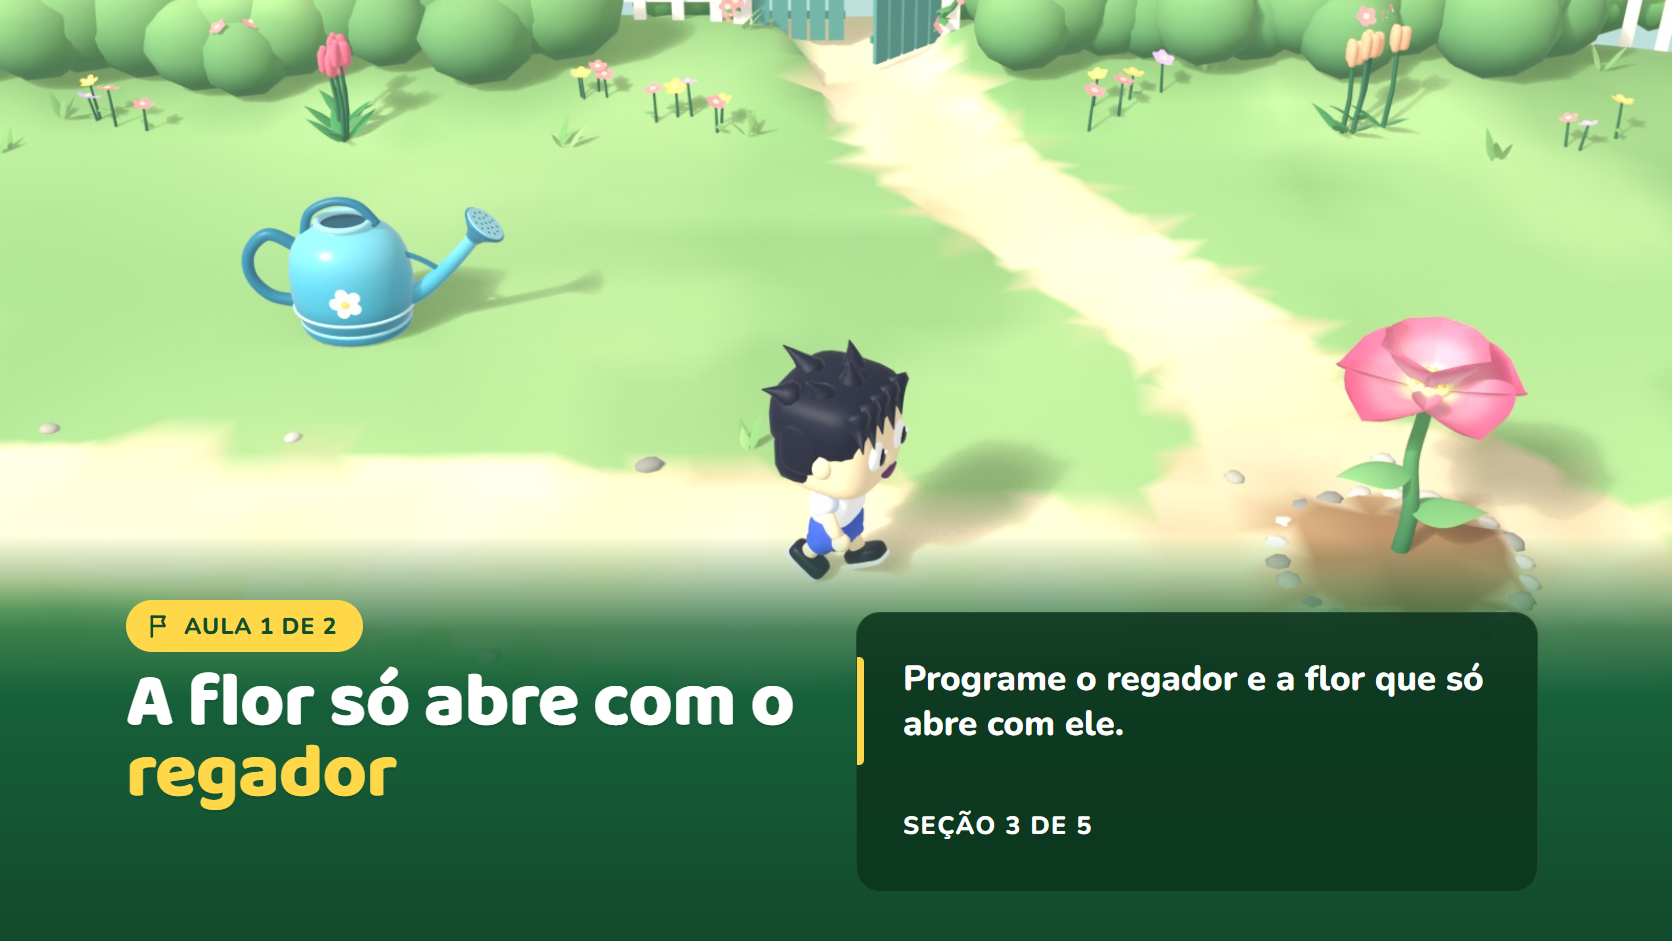 AULA 1 DE 2
A flor só abre com o
regador
Programe o regador e a flor que só
abre com ele.
SEÇÃO 3 DE 5